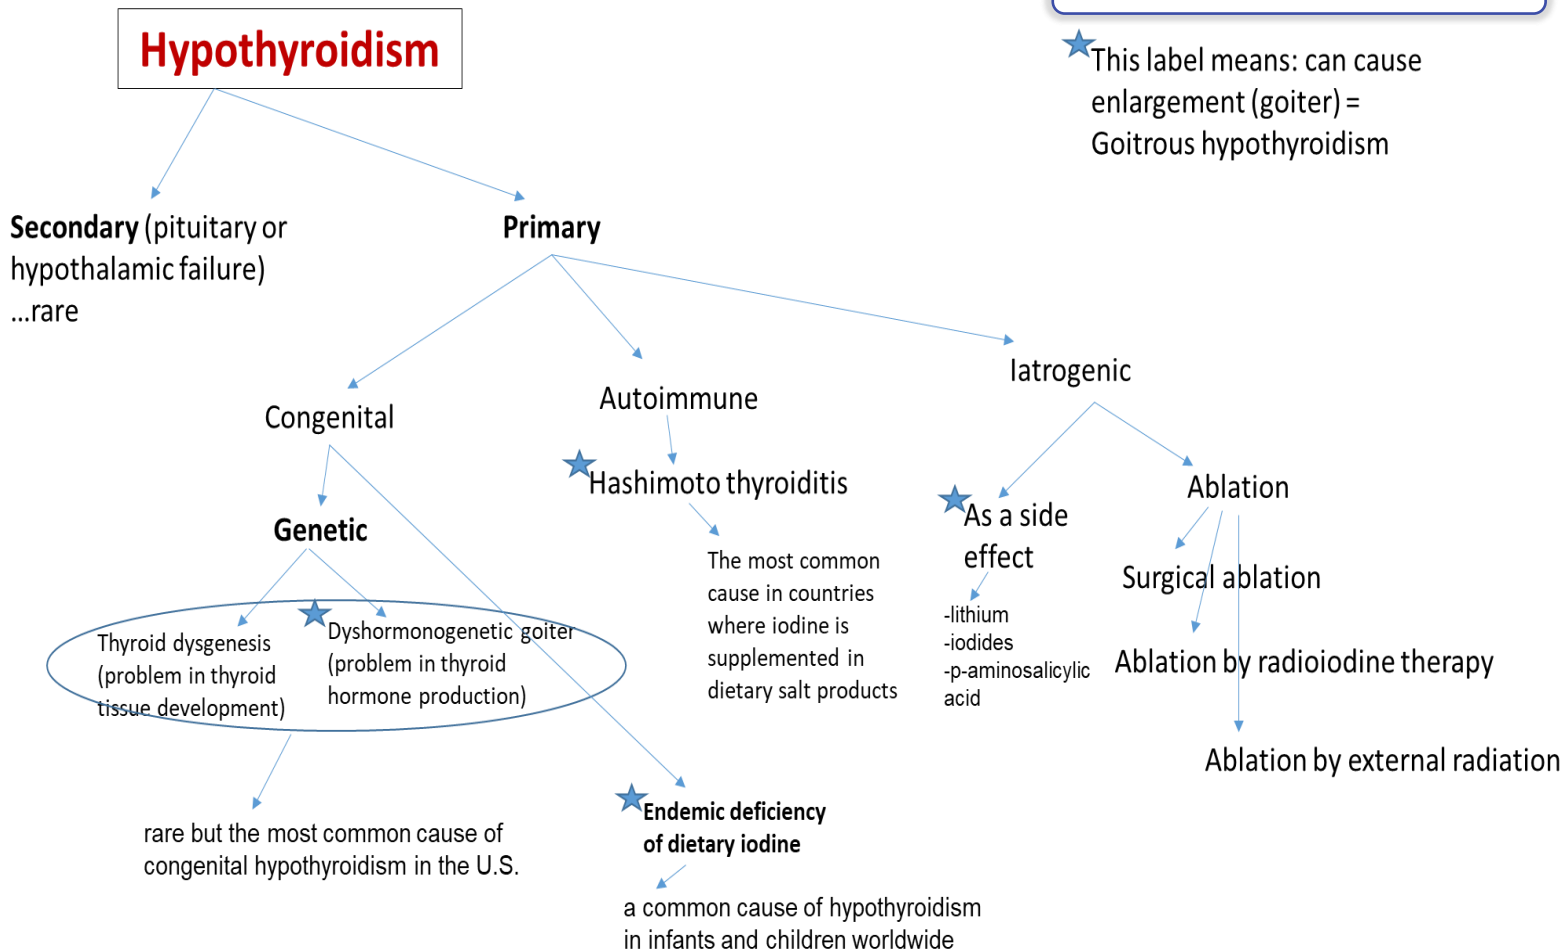 Hypothyroidism
This label means: can cause
enlargement (goiter) =
Goitrous hypothyroidism
Secondary (pituitary or
hypothalamic failure)
...rare
Primary
Congenital
Autoimmune
Iatrogenic
Genetic
Hashimoto thyroiditis
As a side
effect
Ablation
Thyroid dysgenesis
(problem in thyroid
tissue development)
Dyshormonogenetic goiter
(problem in thyroid
hormone production)
The most common
cause in countries
where iodine is
supplemented in
dietary salt products
-lithium
-iodides
-p-aminosalicylic
acid
Surgical ablation
Ablation by radioiodine therapy
Ablation by external radiation
rare but the most common cause of
congenital hypothyroidism in the U.S.
Endemic deficiency
of dietary iodine
a common cause of hypothyroidism
in infants and children worldwide